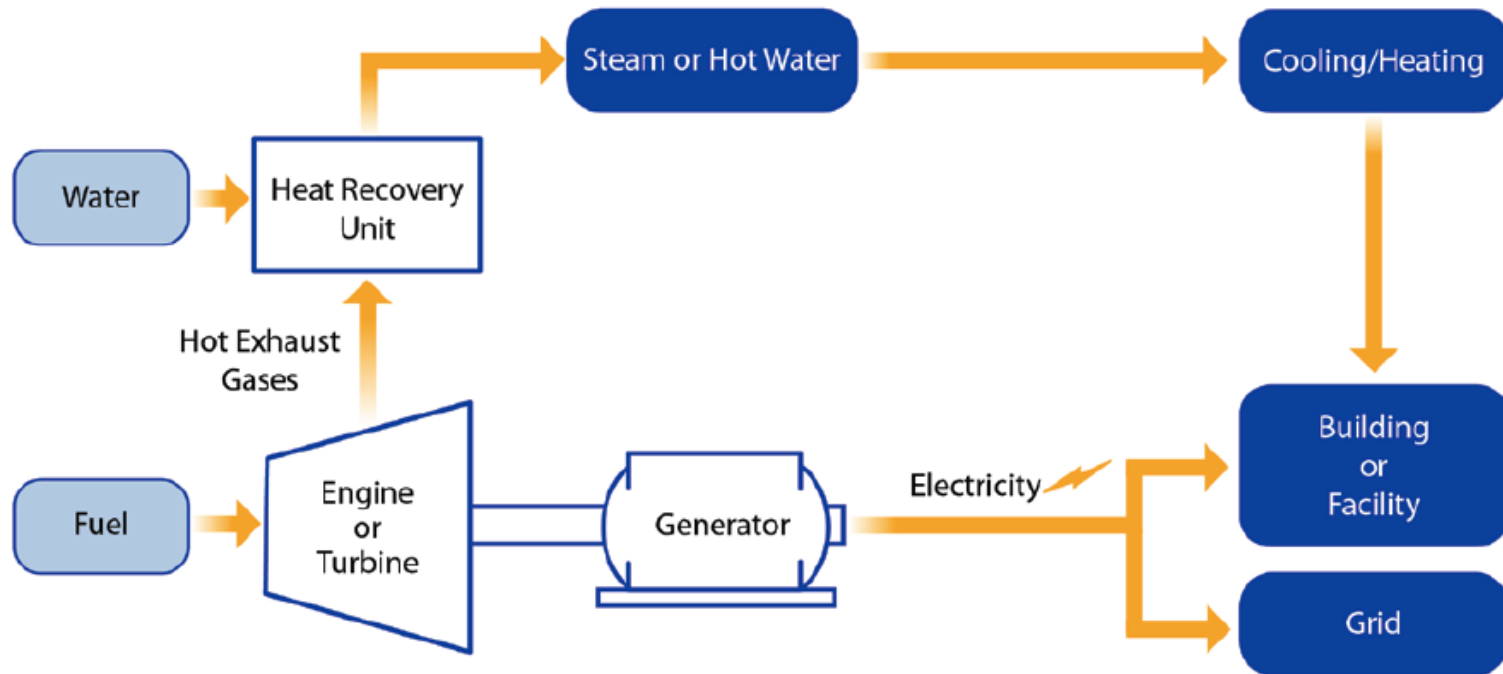 Steam or Hot Water
Cooling/Heating
Water
Heat Recovery
Unit
Hot Exhaust
Gases
Fuel
Engine
or
Turbine
Generator
Electricity
Building
or
Facility
Grid